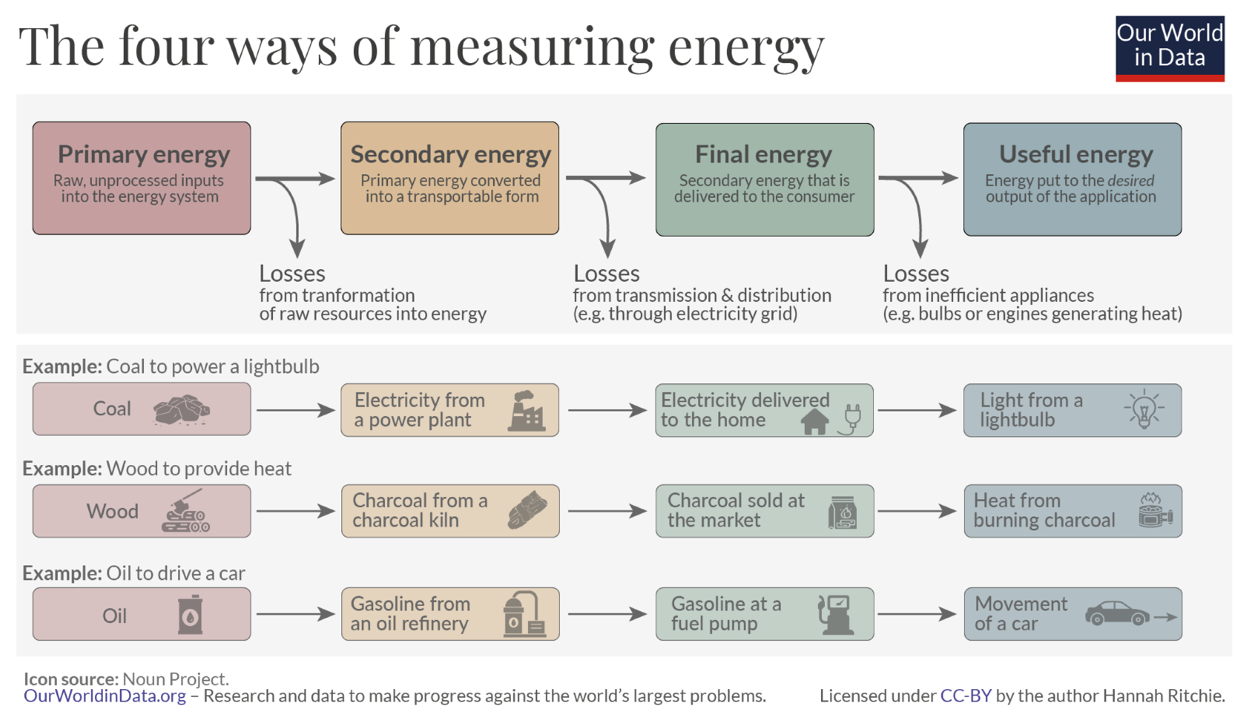 The four ways of measuring energy
Our World
in Data
Primary energy
Raw, unprocessed inputs
into the energy system
Secondary energy
Primary energy converted
into a transportable form
Final energy
Secondary energy that is
delivered to the consumer
Useful energy
Energy put to the desired
output of the application
Losses
from tranformation
of raw resources into energy
Losses
from transmission & distribution
(e.g. through electricity grid)
Losses
from inefficient appliances
(e.g. bulbs or engines generating heat)
Example: Coal to power a lightbulb
Coal
Electricity from
a power plant
Electricity delivered
to the home
Light from a
lightbulb
Example: Wood to provide heat
Wood
Charcoal from a
charcoal kiln
Charcoal sold at
the market
Heat from
burning charcoal
Example: Oil to drive a car
Oil
Gasoline from
an oil refinery
Gasoline at a
fuel pump
Movement
of a car
Icon source: Noun Project.
OurWorldinData.org – Research and data to make progress against the world's largest problems.
Licensed under CC-BY by the author Hannah Ritchie.